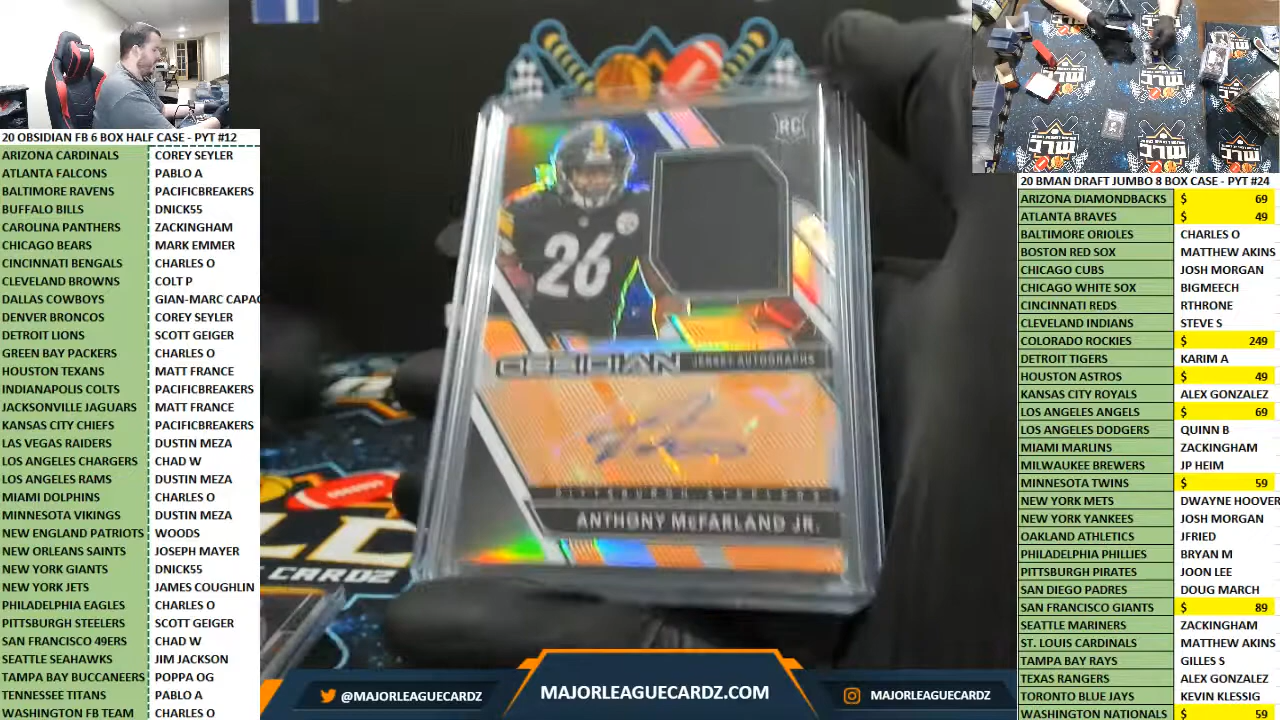 20 OBSIDIAN FB 6 BOX HALF CASE - PYT #12
ARIZONA CARDINALS COREY SEYLER
ATLANTA FALCONS PABLO A
BALTIMORE RAVENS PACIFICBREAKERS
BUFFALO BILLS DNICK55
CAROLINA PANTHERS ZACKINGHAM
CHICAGO BEARS MARK EMMER
CINCINNATI BENGALS CHARLES O
CLEVELAND BROWNS COLT P
DALLAS COWBOYS GIAN-MARC CAPAC
DENVER BRONCOS COREY SEYLER
DETROIT LIONS SCOTT GEIGER
GREEN BAY PACKERS CHARLES O
HOUSTON TEXANS MATT FRANCE
INDIANAPOLIS COLTS PACIFICBREAKERS
JACKSONVILLE JAGUARS MATT FRANCE
KANSAS CITY CHIEFS PACIFICBREAKERS
LAS VEGAS RAIDERS DUSTIN MEZA
LOS ANGELES CHARGERS CHAD W
LOS ANGELES RAMS DUSTIN MEZA
MIAMI DOLPHINS CHARLES O
MINNESOTA VIKINGS DUSTIN MEZA
NEW ENGLAND PATRIOTS WOODS
NEW ORLEANS SAINTS JOSEPH MAYER
NEW YORK GIANTS DNICK55
NEW YORK JETS JAMES COUGHLIN
PHILADELPHIA EAGLES CHARLES O
PITTSBURGH STEELERS SCOTT GEIGER
SAN FRANCISCO 49ERS CHAD W
SEATTLE SEAHAWKS JIM JACKSON
TAMPA BAY BUCCANEERS POPPA OG
TENNESSEE TITANS PABLO A
WASHINGTON FB TEAM CHARLES O
RC
26
OBSIDIAN JERSEY AUTOGRAPHS
PITTSBURGH STEELERS
ANTHONY McFARLAND JR.
LD
CARDZ
@MAJORLEAGUECARDZ
MAJORLEAGUECARDZ.COM
MAJORLEAGUECARDZ
20 BMAN DRAFT JUMBO 8 BOX CASE - PYT #24
ARIZONA DIAMONDBACKS $ 69
ATLANTA BRAVES $ 49
BALTIMORE ORIOLES CHARLES O
BOSTON RED SOX MATTHEW AKINS
CHICAGO CUBS JOSH MORGAN
CHICAGO WHITE SOX BIGMEECH
CINCINNATI REDS RTHRONE
CLEVELAND INDIANS STEVE S
COLORADO ROCKIES $ 249
DETROIT TIGERS KARIM A
HOUSTON ASTROS $ 49
KANSAS CITY ROYALS ALEX GONZALEZ
LOS ANGELES ANGELS $ 69
LOS ANGELES DODGERS QUINN B
MIAMI MARLINS ZACKINGHAM
MILWAUKEE BREWERS JP HEIM
MINNESOTA TWINS $ 59
NEW YORK METS DWAYNE HOOVER
NEW YORK YANKEES JOSH MORGAN
OAKLAND ATHLETICS JFRIED
PHILADELPHIA PHILLIES BRYAN M
PITTSBURGH PIRATES JOON LEE
SAN DIEGO PADRES DOUG MARCH
SAN FRANCISCO GIANTS $ 89
SEATTLE MARINERS ZACKINGHAM
ST. LOUIS CARDINALS MATTHEW AKINS
TAMPA BAY RAYS GILLES S
TEXAS RANGERS ALEX GONZALEZ
TORONTO BLUE JAYS KEVIN KLESSIG
WASHINGTON NATIONALS $ 59